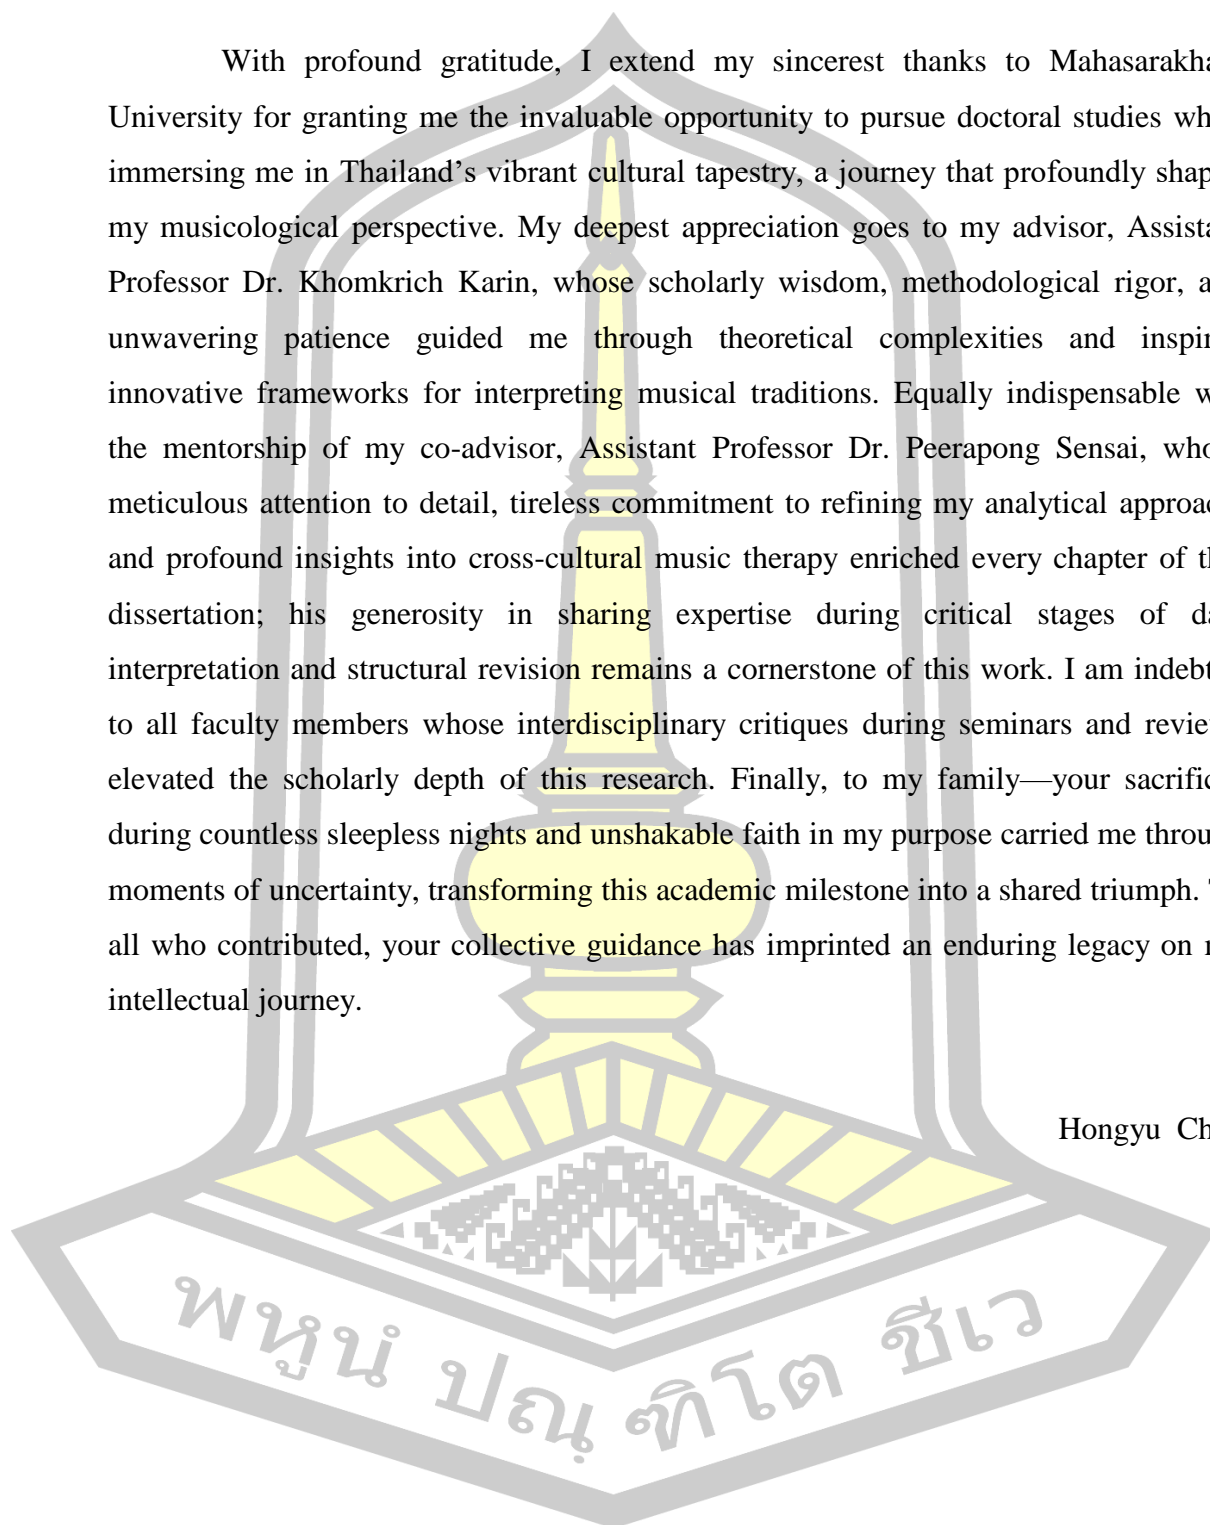 With profound gratitude, I extend my sincerest thanks to Mahasarakha
University for granting me the invaluable opportunity to pursue doctoral studies wh
immersing me in Thailand’s vibrant cultural tapestry, a journey that profoundly shap
my musicological perspective. My deepest appreciation goes to my advisor, Assista
Professor Dr. Khomkrich Karin, whose scholarly wisdom, methodological rigor, a
unwavering patience guided me through theoretical complexities and inspir
innovative frameworks for interpreting musical traditions. Equally indispensable w
the mentorship of my co-advisor, Assistant Professor Dr. Peerapong Sensai, who
meticulous attention to detail, tireless commitment to refining my analytical approac
and profound insights into cross-cultural music therapy enriched every chapter of th
dissertation; his generosity in sharing expertise during critical stages of da
interpretation and structural revision remains a cornerstone of this work. I am indebt
to all faculty members whose interdisciplinary critiques during seminars and review
elevated the scholarly depth of this research. Finally, to my family—your sacrific
during countless sleepless nights and unshakable faith in my purpose carried me throu
moments of uncertainty, transforming this academic milestone into a shared triumph. T
all who contributed, your collective guidance has imprinted an enduring legacy on m
intellectual journey.
Hongyu Ch
พหูนํ ปณฺฑิโต ชีเว